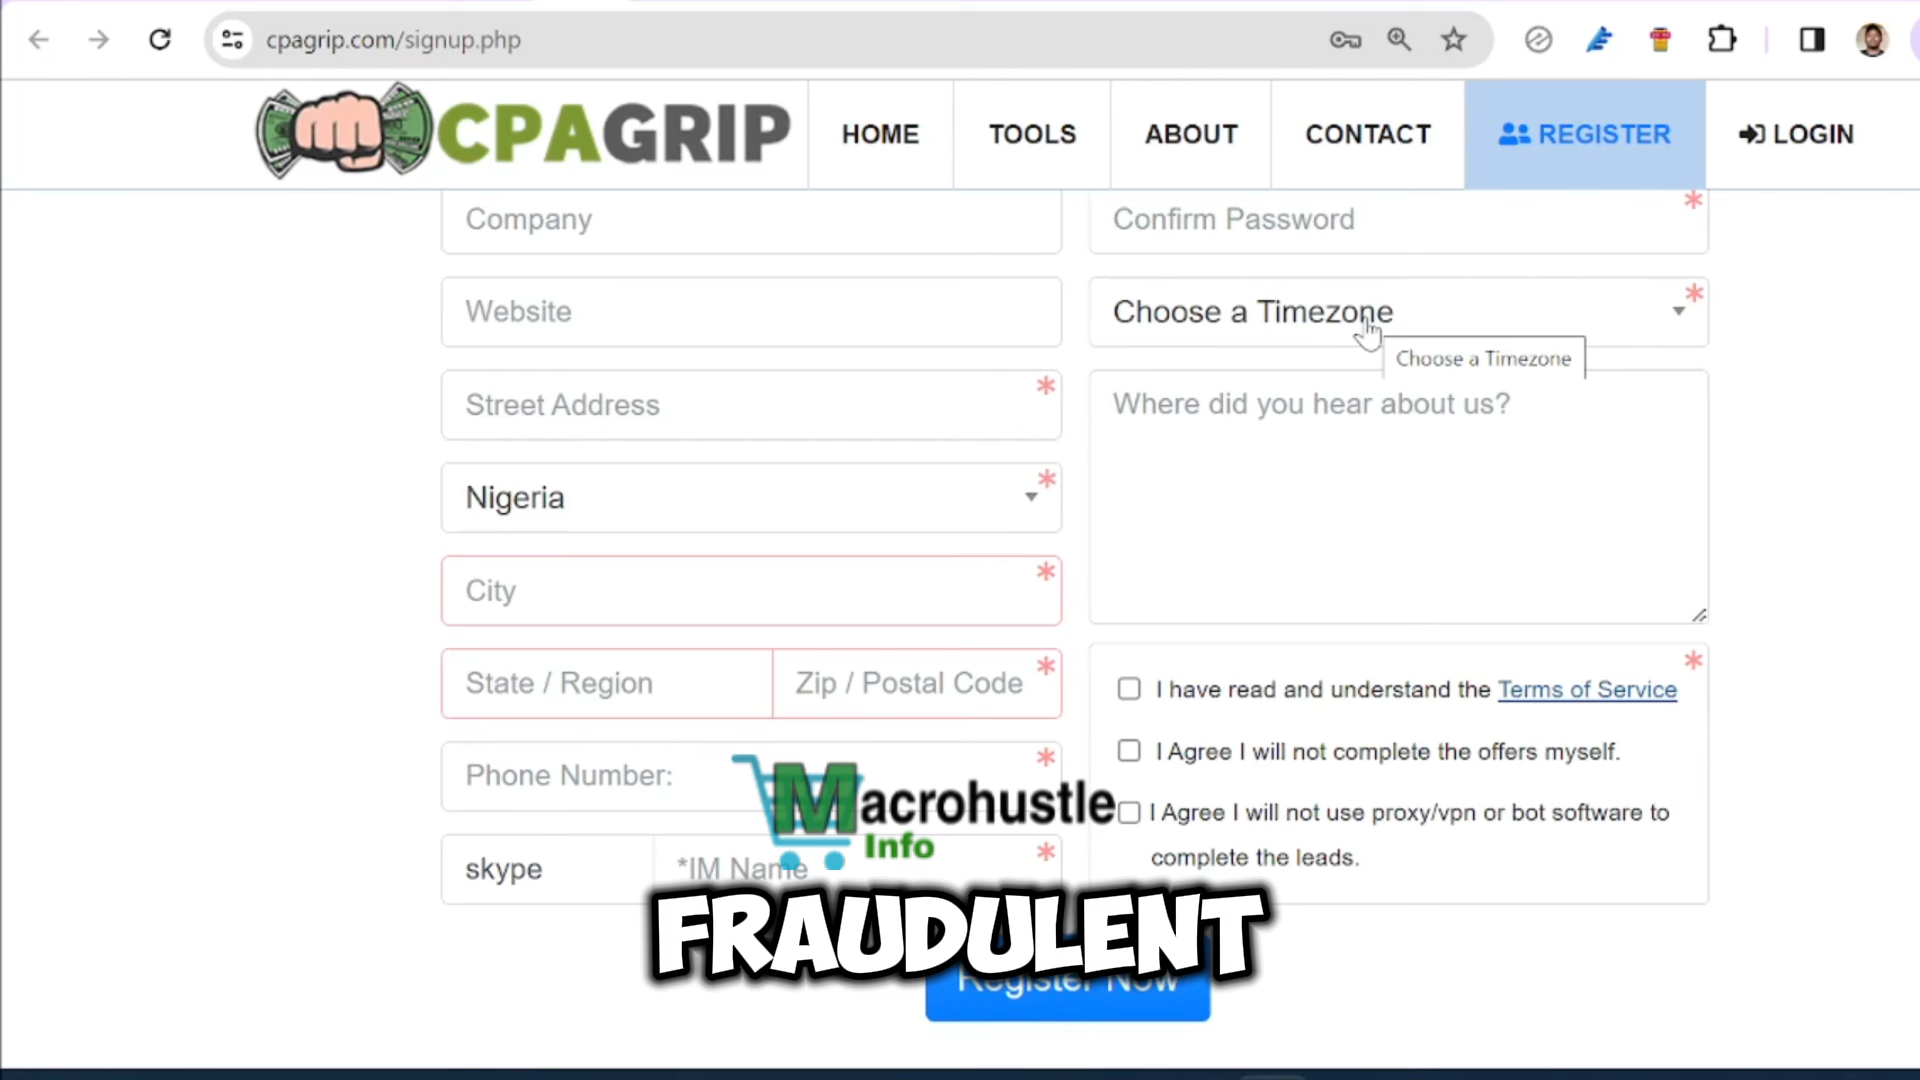 cpagrip.com/signup.php
CPAGRIP
HOME
TOOLS
ABOUT
CONTACT
REGISTER
LOGIN
Company
Confirm Password
*
Website
Choose a Timezone
*
Choose a Timezone
Street Address
*
Where did you hear about us?
Nigeria
*
City
*
State / Region
Zip / Postal Code
*
I have read and understand the Terms of Service
*
I Agree I will not complete the offers myself.
I Agree I will not use proxy/vpn or bot software to
complete the leads.
Phone Number:
*
Macrohustle
Info
skype
*IM Name
*
FRAUDULENT
Register Now